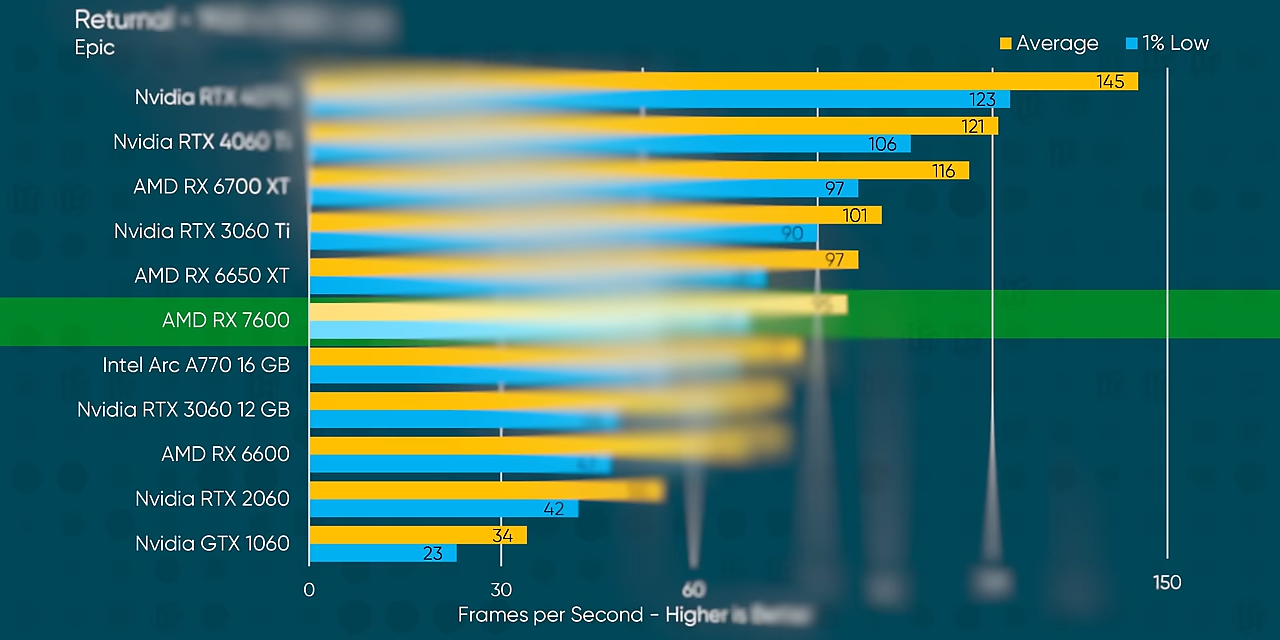 Returnal -
Epic
Average
1% Low
Nvidia RTX
145
123
Nvidia RTX 4060 Ti
121
106
AMD RX 6700 XT
116
97
Nvidia RTX 3060 Ti
101
90
AMD RX 6650 XT
97
AMD RX 7600
Intel Arc A770 16 GB
Nvidia RTX 3060 12 GB
AMD RX 6600
Nvidia RTX 2060
42
Nvidia GTX 1060
34
23
0
30
60
150
Frames per Second - Higher is Better